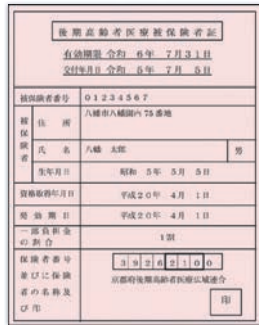 後期高齢者医療被保険者証
有効期限 令和 6年 7月31日
交付年月日 令和 5年 7月 5日
被保険者番号 01234567
被保険者
住所 八幡市八幡園内75番地
氏名 八幡 太郎 男
生年月日 昭和 5年 5月 5日
資格取得年月日 平成20年 4月 1日
発効期日 平成20年 4月 1日
一部負担金の割合 1割
保険者番号並びに保険者の名称及び印
39262100
京都府後期高齢者医療広域連合
印